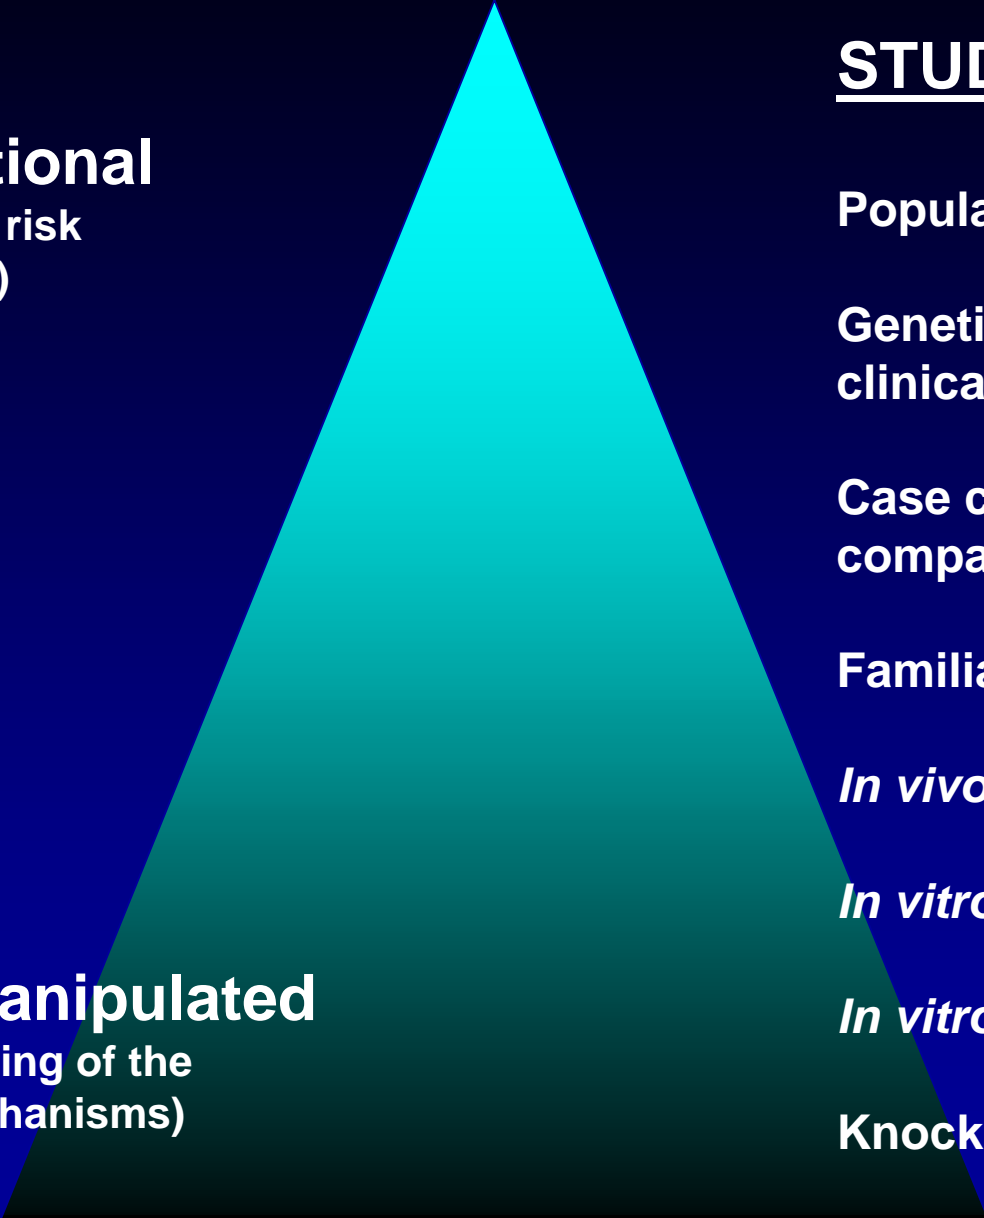 tional
risk
)
anipulated
ing of the
hanisms)
STUD
Popula
Geneti
clinica
Case c
compa
Familia
In vivo
In vitro
In vitro
Knock